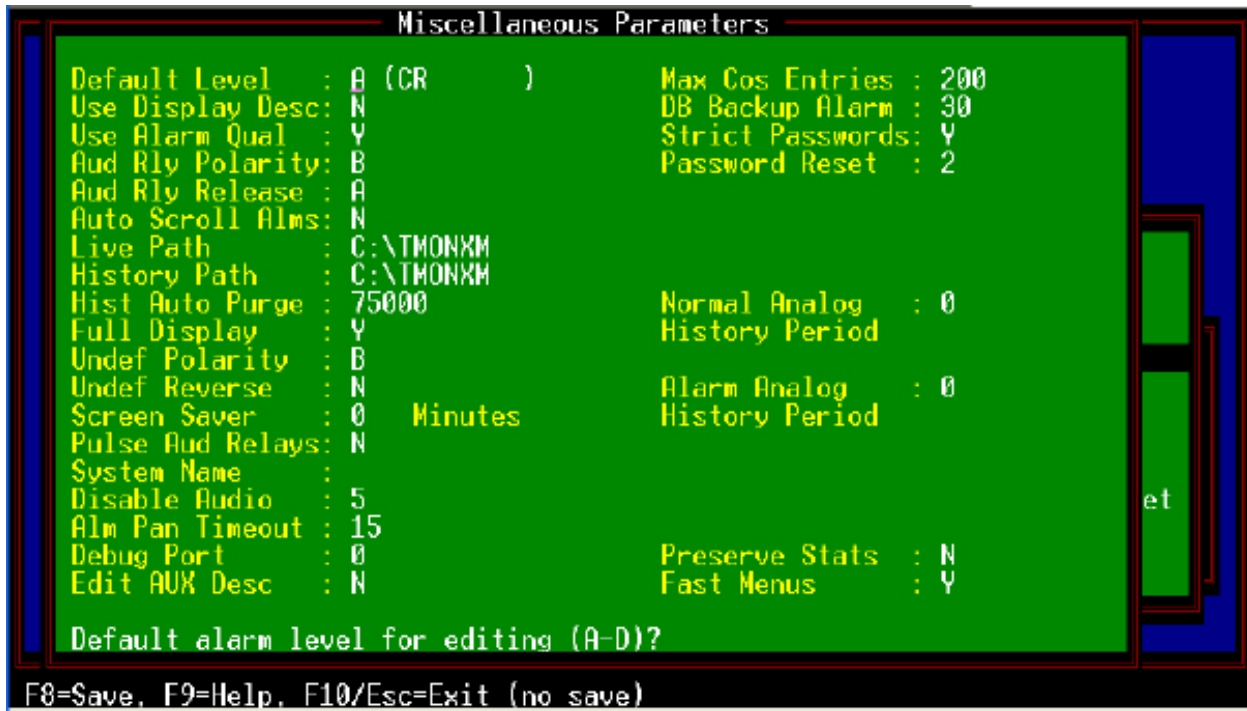 Miscellaneous Parameters
Default Level : A (CR ) Max Cos Entries : 200
Use Display Desc: N DB Backup Alarm : 30
Use Alarm Qual : Y Strict Passwords: Y
Aud Rly Polarity: B Password Reset : 2
Aud Rly Release : A
Auto Scroll Alms: N
Live Path : C:\TMONXM
History Path : C:\TMONXM
Hist Auto Purge : 75000 Normal Analog : 0
Full Display : Y History Period
Undef Polarity : B
Undef Reverse : N Alarm Analog : 0
Screen Saver : 0 Minutes History Period
Pulse Aud Relays: N
System Name :
Disable Audio : 5 et
Alm Pan Timeout : 15
Debug Port : 0 Preserve Stats : N
Edit AUX Desc : N Fast Menus : Y
Default alarm level for editing (A-D)?
F8=Save, F9=Help, F10/Esc=Exit (no save)